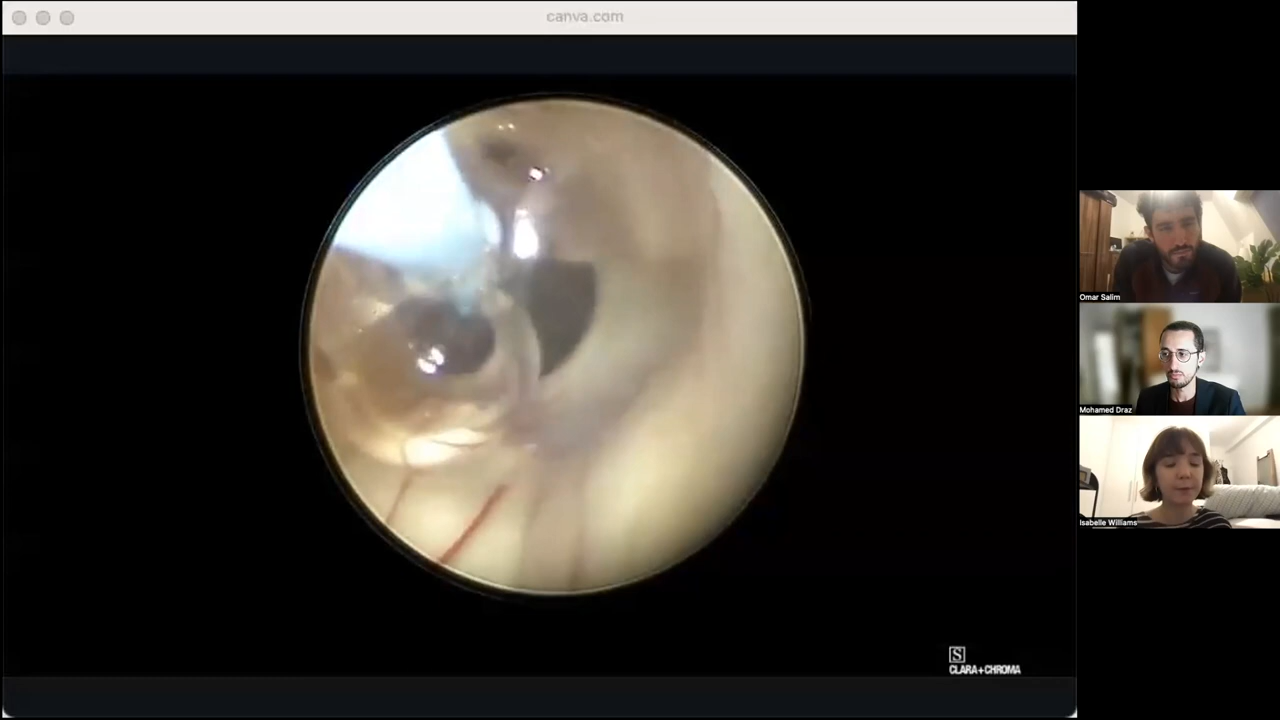 canva.com
Omar Salim
Mohamed Draz
Isabelle Williams
S
CLARA+CHROMA